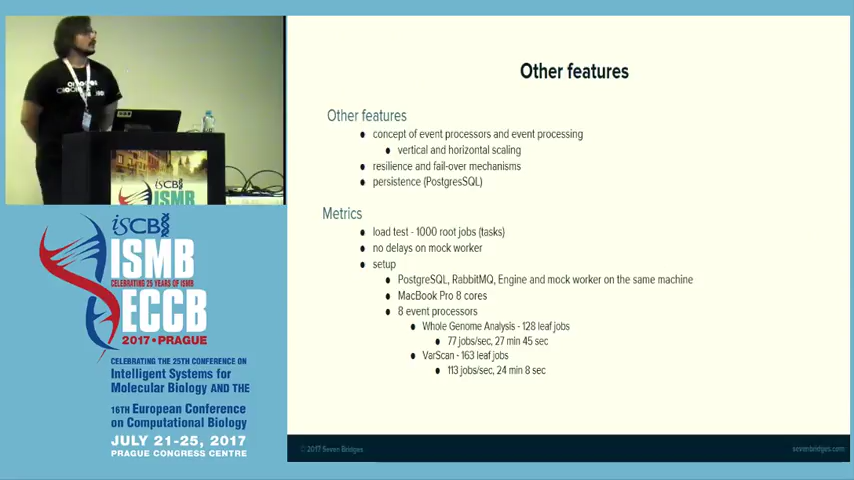 Other features
Other features
concept of event processors and event processing
vertical and horizontal scaling
resilience and fail-over mechanisms
persistence (PostgresSQL)
Metrics
load test - 1000 root jobs (tasks)
no delays on mock worker
setup
PostgreSQL, RabbitMQ, Engine and mock worker on the same machine
MacBook Pro 8 cores
8 event processors
Whole Genome Analysis - 128 leaf jobs
77 jobs/sec, 27 min 45 sec
VarScan - 163 leaf jobs
113 jobs/sec, 24 min 8 sec
© 2017 Seven Bridges
sevenbridges.com
iSCB
ISMB
iSCB
ISMB
CELEBRATING 25 YEARS OF ISMB
ECCB
2017 • PRAGUE
CELEBRATING THE 25TH CONFERENCE ON
Intelligent Systems for
Molecular Biology AND THE
16TH European Conference
on Computational Biology
JULY 21-25, 2017
PRAGUE CONGRESS CENTRE